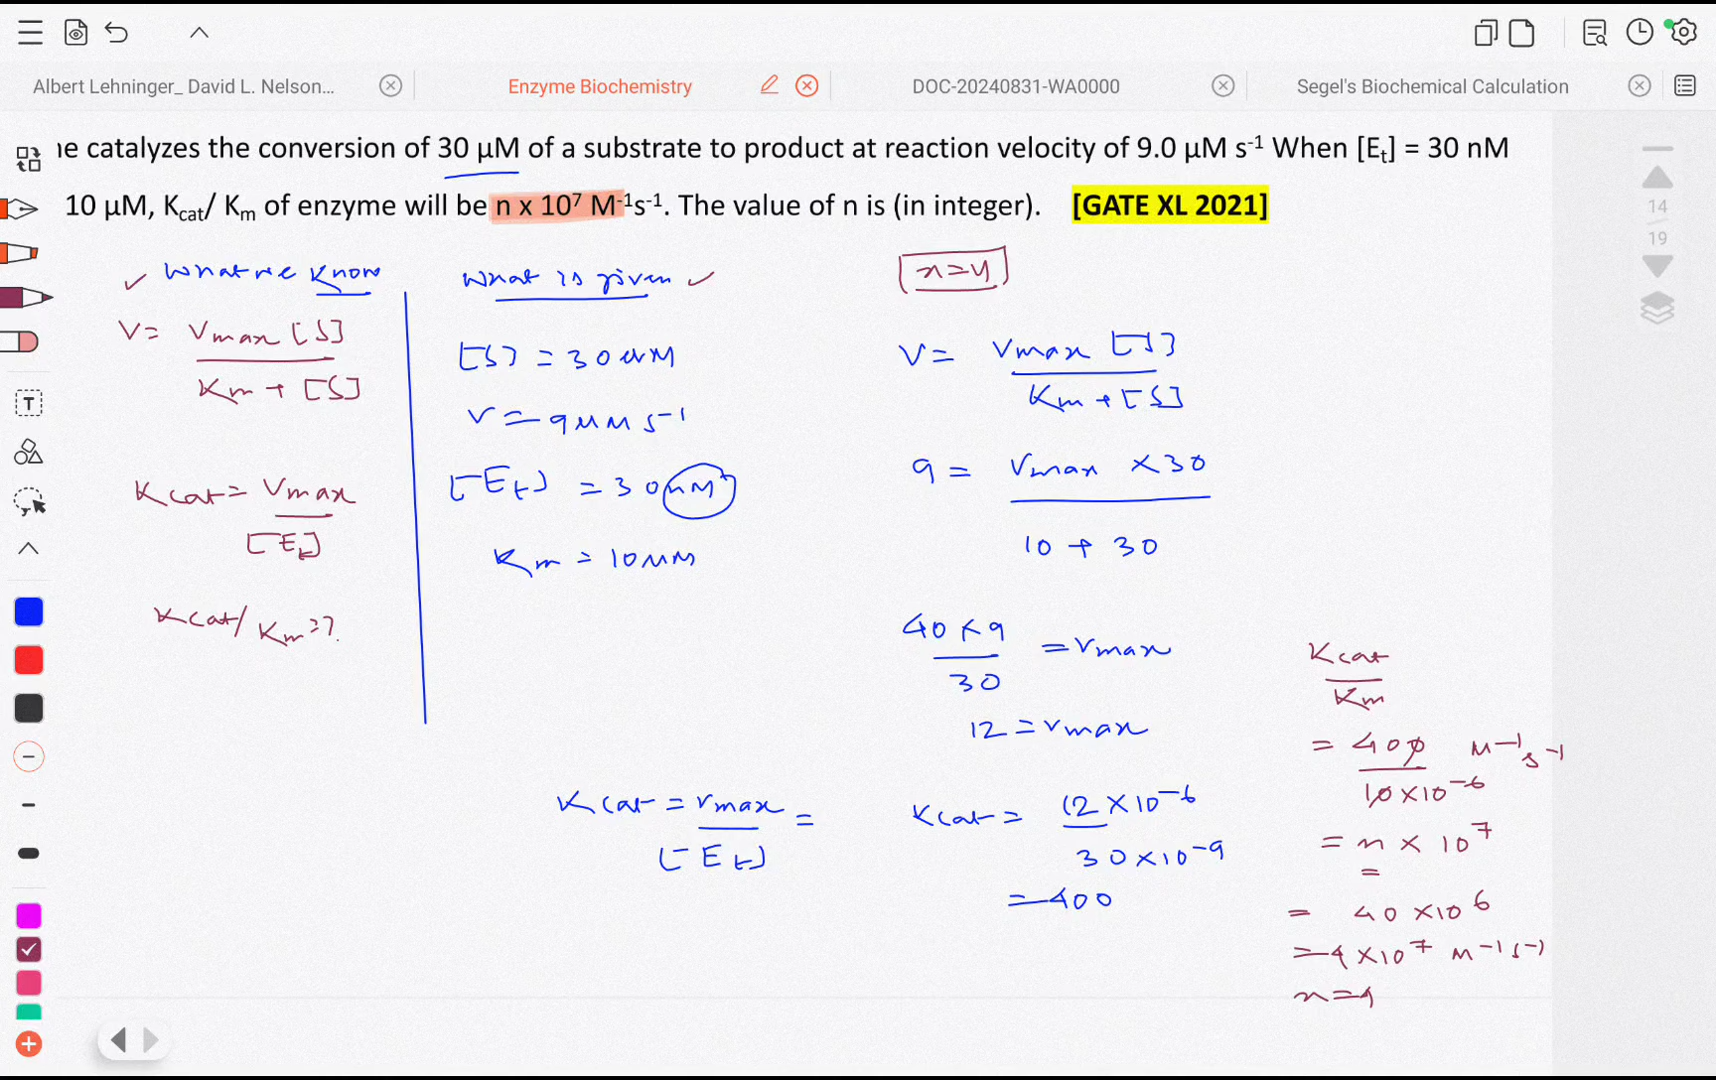 Albert Lehninger_ David L. Nelson...
Enzyme Biochemistry
DOC-20240831-WA0000
Segel's Biochemical Calculation
ne catalyzes the conversion of 30 µM of a substrate to product at reaction velocity of 9.0 µM s⁻¹ When [Eₜ] = 30 nM
10 µM, Kcat/ Km of enzyme will be n x 10⁷ M⁻¹s⁻¹. The value of n is (in integer). [GATE XL 2021]
14
19
T
✓ What we know
V = Vmax [S]
Km + [S]
Kcat = Vmax
[Et]
Kcat/Km = ?
What is given ✓
[S] = 30 µM
V = 9 µM s⁻¹
[Et] = 30 nM
Km = 10 µM
n = 4
V = Vmax [S]
Km + [S]
9 = Vmax × 30
10 + 30
40 × 9 = Vmax
30
12 = Vmax
Kcat = Vmax =
[Et]
Kcat = 12 × 10⁻⁶
30 × 10⁻⁹
= 400
Kcat
Km
= 400 M⁻¹ s⁻¹
10 × 10⁻⁶
= n × 10⁷
= 40 × 10⁶
= 4 × 10⁷ M⁻¹ s⁻¹
n = 4